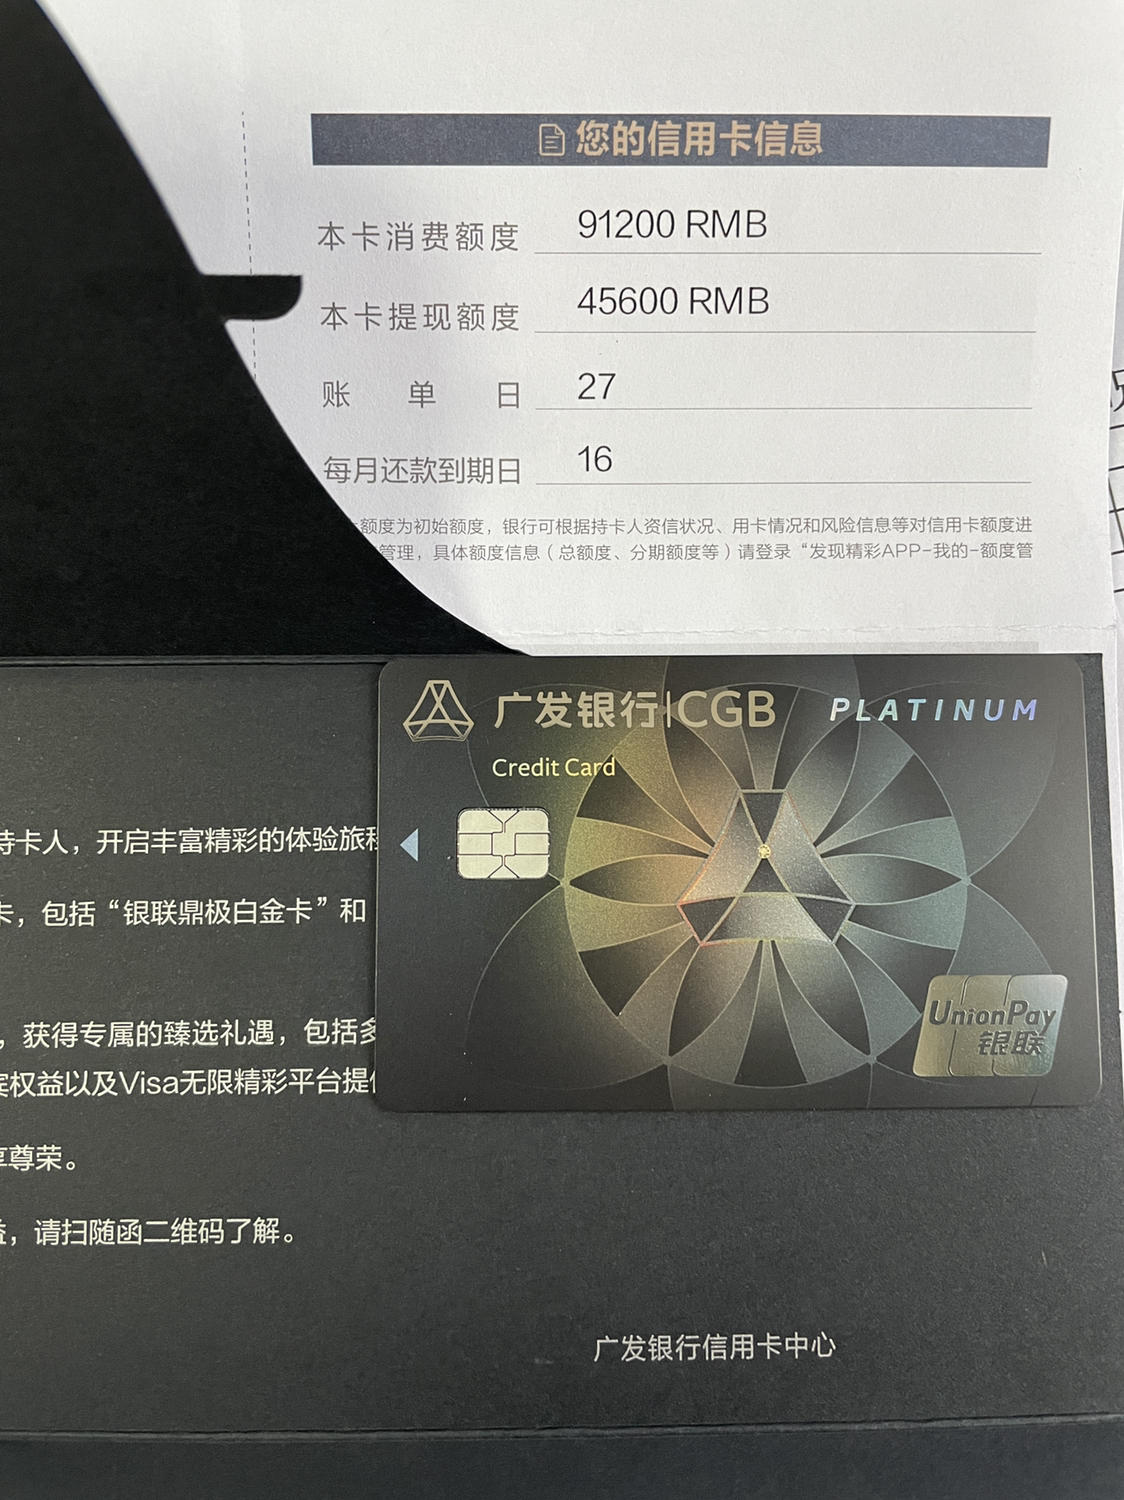 您的信用卡信息
本卡消费额度 91200 RMB
本卡提现额度 45600 RMB
账单日 27
每月还款到期日 16
额度为初始额度，银行可根据持卡人资信状况、用卡情况和风险信息等对信用卡额度进
管理，具体额度信息（总额度、分期额度等）请登录“发现精彩APP-我的-额度管
广发银行|CGB PLATINUM
Credit Card
持卡人，开启丰富精彩的体验旅程
卡，包括“银联鼎极白金卡”和
，获得专属的臻选礼遇，包括多
权益以及Visa无限精彩平台提供
享尊荣。
益，请扫随函二维码了解。
UnionPay
银联
广发银行信用卡中心